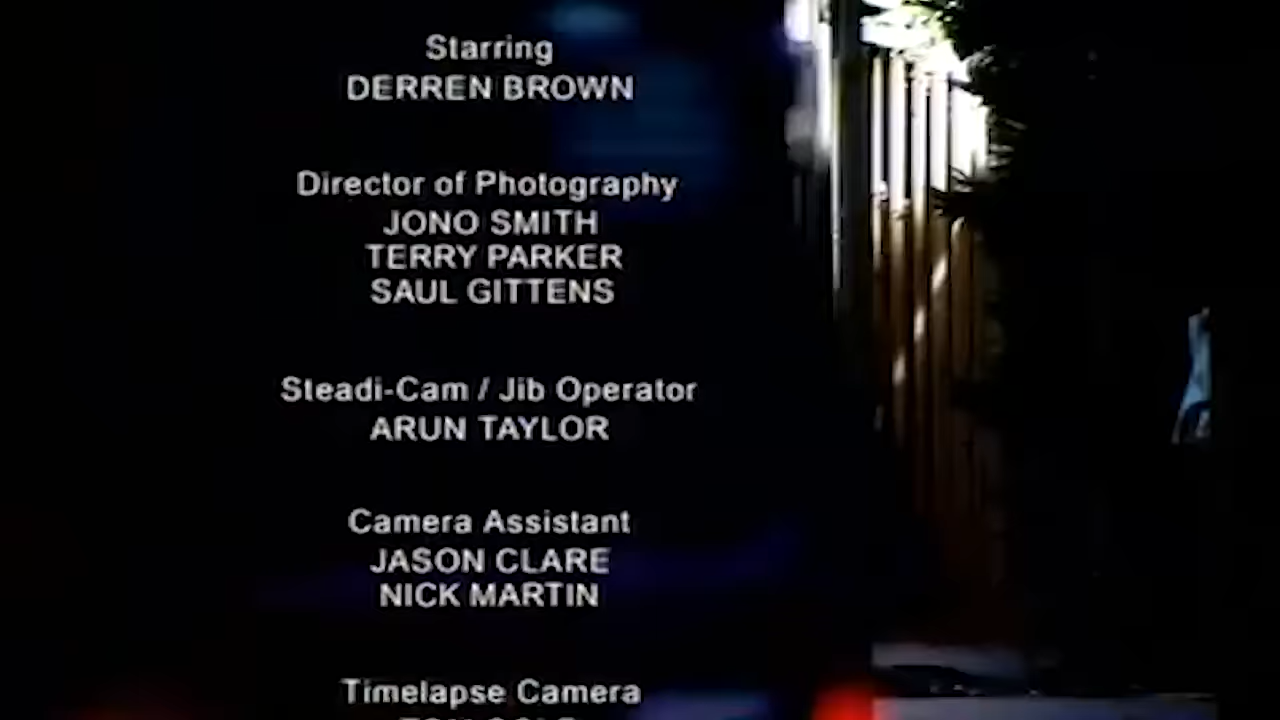 Starring
DERREN BROWN
Director of Photography
JONO SMITH
TERRY PARKER
SAUL GITTENS
Steadi-Cam / Jib Operator
ARUN TAYLOR
Camera Assistant
JASON CLARE
NICK MARTIN
Timelapse Camera